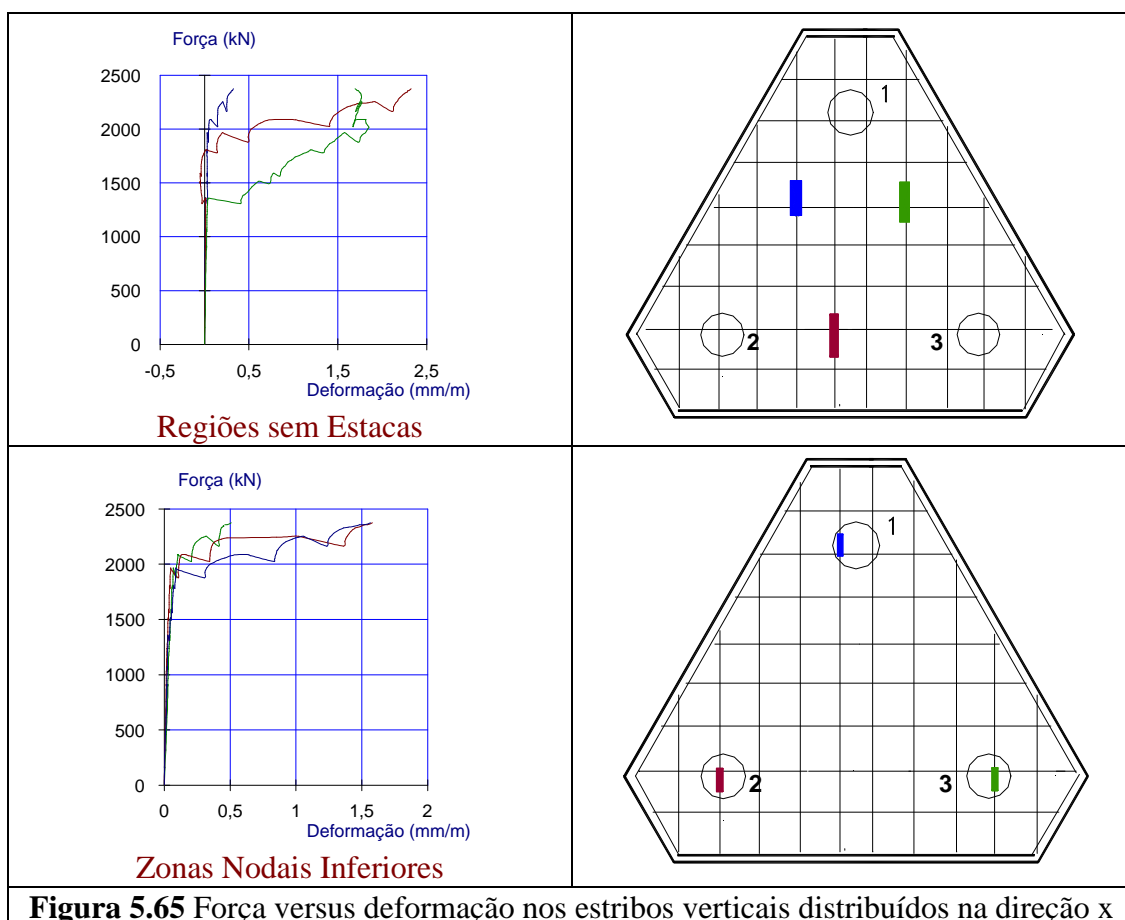 Força (kN)
2500
2000
1500
1000
500
0
-0,5 0,5 1,5 2,5
Deformação (mm/m)
Regiões sem Estacas
1
2 3
Força (kN)
2500
2000
1500
1000
500
0
0 0,5 1 1,5 2
Deformação (mm/m)
Zonas Nodais Inferiores
1
2 3
Figura 5.65 Força versus deformação nos estribos verticais distribuídos na direção x